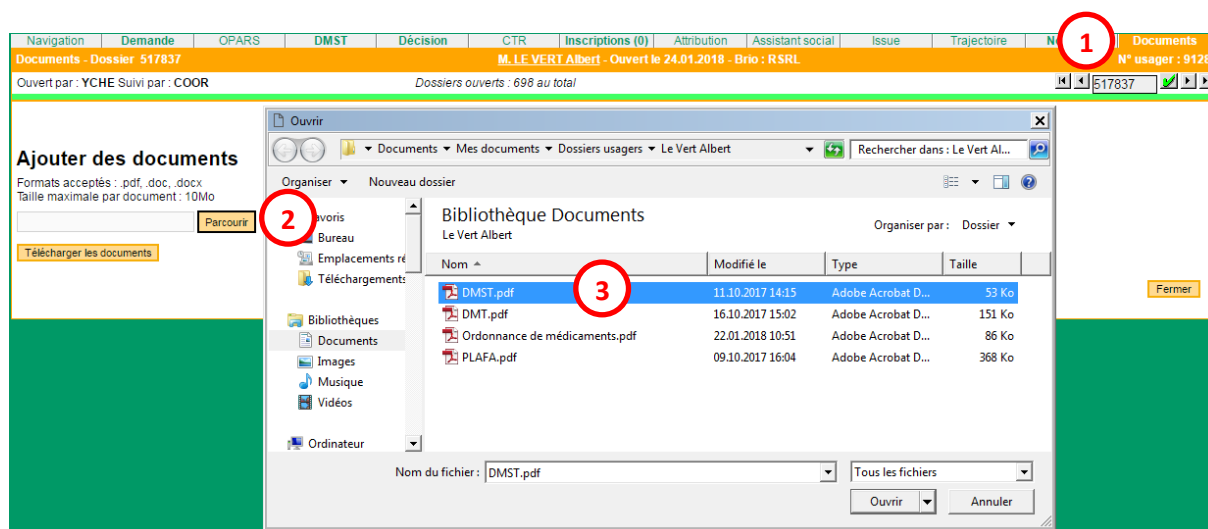 Navigation Demande OPARS DMST Décision CTR Inscriptions (0) Attribution Assistant social Issue Trajectoire 1 Documents
Documents - Dossier 517837 M. LE VERT Albert - Ouvert le 24.01.2018 - Brio : RSRL N° usager : 9128
Ouvert par : YCHE Suivi par : COOR Dossiers ouverts : 698 au total 517837
Ouvrir
Documents Mes documents Dossiers usagers Le Vert Albert Rechercher dans : Le Vert Al...
Organiser Nouveau dossier
Ajouter des documents
Formats acceptés : .pdf, .doc, .docx
Taille maximale par document : 10Mo
Parcourir
2
Télécharger les documents
Bureau
Emplacements ré
Téléchargements
Bibliothèques
Documents
Images
Musique
Vidéos
Ordinateur
Bibliothèque Documents
Le Vert Albert
Organiser par : Dossier
Nom Modifié le Type Taille
DMST.pdf 3 11.10.2017 14:15 Adobe Acrobat D... 53 Ko
DMT.pdf 16.10.2017 15:02 Adobe Acrobat D... 151 Ko
Ordonnance de médicaments.pdf 22.01.2018 10:51 Adobe Acrobat D... 86 Ko
PLAFA.pdf 09.10.2017 16:04 Adobe Acrobat D... 368 Ko
Fermer
Nom du fichier : DMST.pdf Tous les fichiers
Ouvrir Annuler